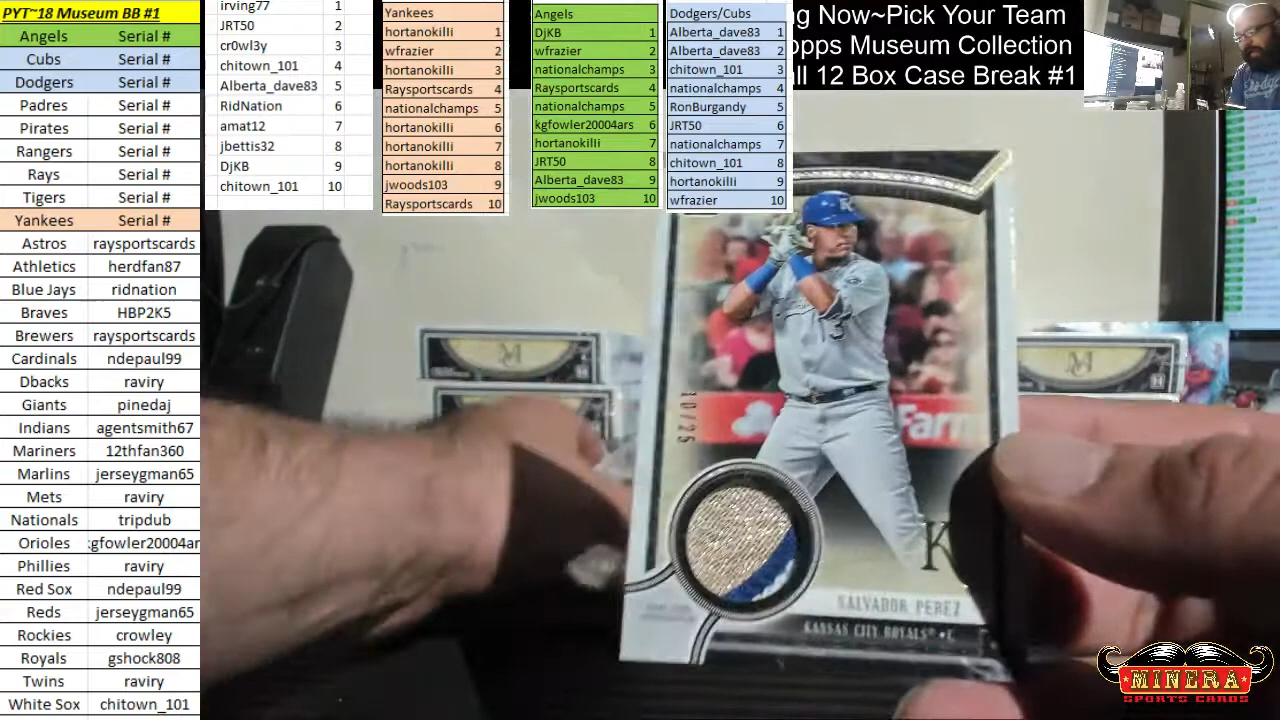 PYT~18 Museum BB #1
Angels Serial #
Cubs Serial #
Dodgers Serial #
Padres Serial #
Pirates Serial #
Rangers Serial #
Rays Serial #
Tigers Serial #
Yankees Serial #
Astros raysportscards
Athletics herdfan87
Blue Jays ridnation
Braves HBP2K5
Brewers raysportscards
Cardinals ndepaul99
Dbacks raviry
Giants pinedaj
Indians agentsmith67
Mariners 12thfan360
Marlins jerseygman65
Mets raviry
Nationals tripdub
Orioles kgfowler20004ar
Phillies raviry
Red Sox ndepaul99
Reds jerseygman65
Rockies crowley
Royals gshock808
Twins raviry
White Sox chitown_101
irving77 1
JRT50 2
cr0wl3y 3
chitown_101 4
Alberta_dave83 5
RidNation 6
amat12 7
jbettis32 8
DjKB 9
chitown_101 10
Yankees
hortanokilli 1
wfrazier 2
hortanokilli 3
Raysportscards 4
nationalchamps 5
hortanokilli 6
hortanokilli 7
hortanokilli 8
jwoods103 9
Raysportscards 10
Angels
DjKB 1
wfrazier 2
nationalchamps 3
Raysportscards 4
nationalchamps 5
kgfowler20004ars 6
hortanokilli 7
JRT50 8
Alberta_dave83 9
jwoods103 10
Dodgers/Cubs
Alberta_dave83 1
Alberta_dave83 2
chitown_101 3
nationalchamps 4
RonBurgandy 5
JRT50 6
nationalchamps 7
chitown_101 8
hortanokilli 9
wfrazier 10
ng Now~Pick Your Team
opps Museum Collection
all 12 Box Case Break #1
10/25
13
Farm
K
SALVADOR PEREZ
KANSAS CITY ROYALS® • C
M
M
MINERA
SPORTS CARDS